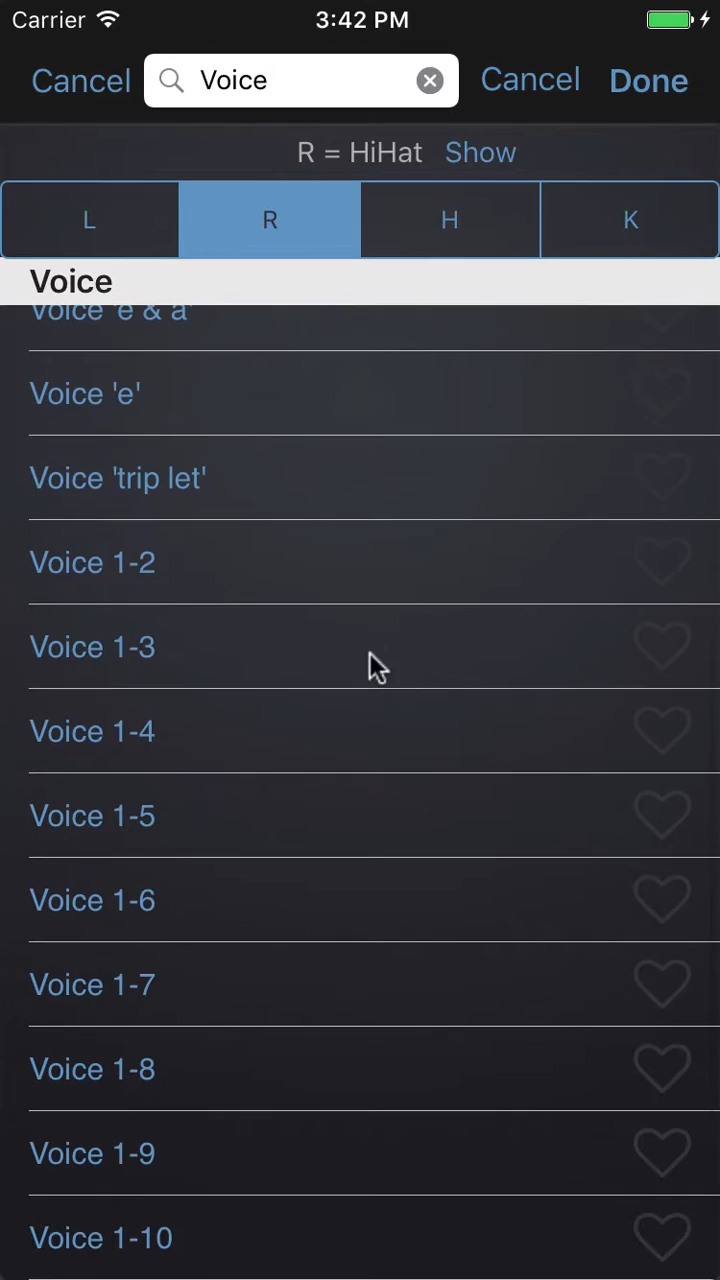 Carrier 3:42 PM
Cancel Voice Cancel Done
R = HiHat Show
L R H K
Voice
Voice 'e & a'
Voice 'e'
Voice 'trip let'
Voice 1-2
Voice 1-3
Voice 1-4
Voice 1-5
Voice 1-6
Voice 1-7
Voice 1-8
Voice 1-9
Voice 1-10